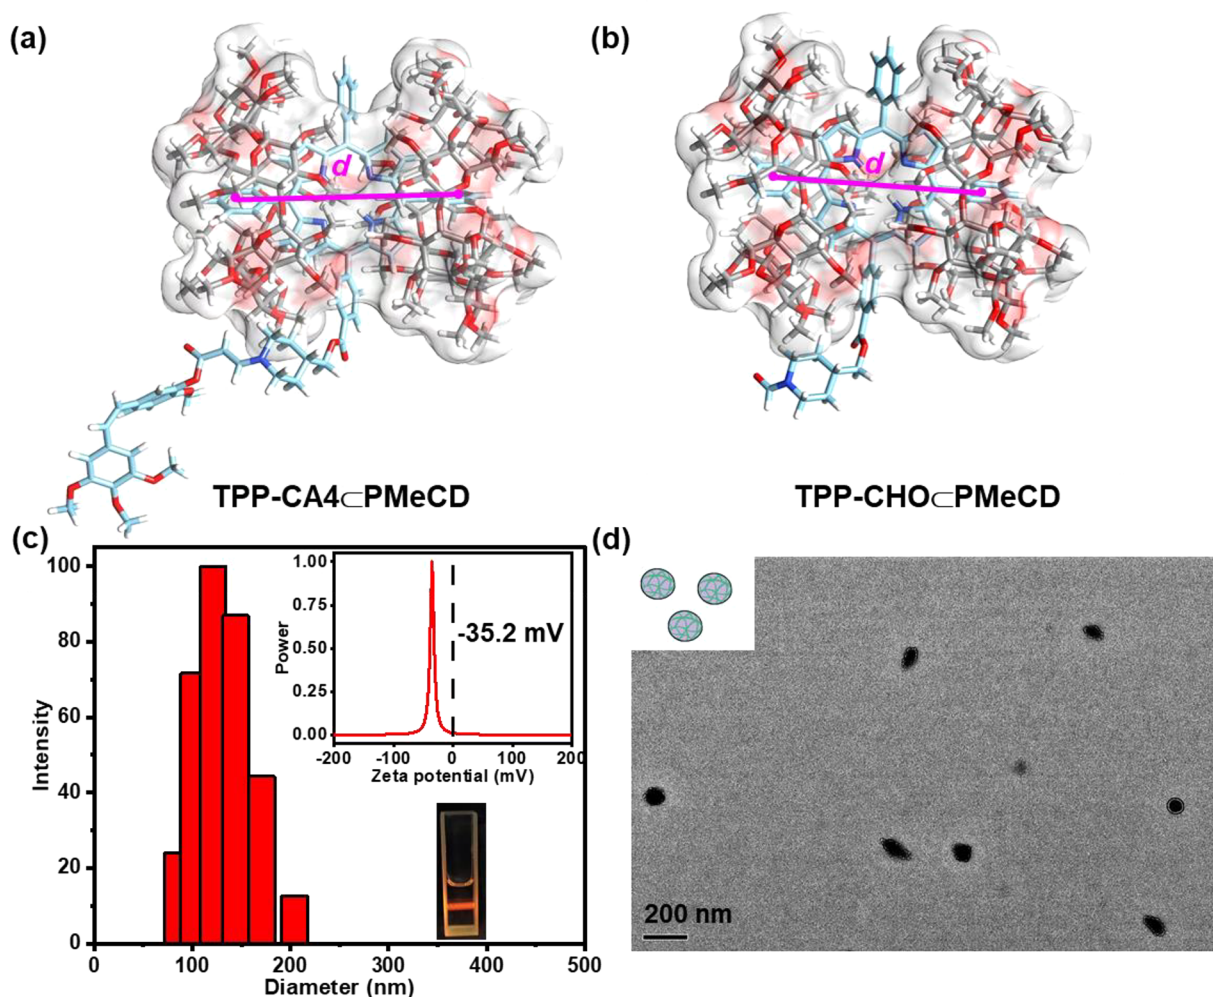 (a)
(b)
d
d
TPP-CA4⊂PMeCD
TPP-CHO⊂PMeCD
(c)
(d)
100
80
60
40
20
0
Intensity
0
100
200
300
400
500
Diameter (nm)
1.00
0.75
0.50
0.25
0.00
Power
-35.2 mV
-200
-100
0
100
200
Zeta potential (mV)
200 nm